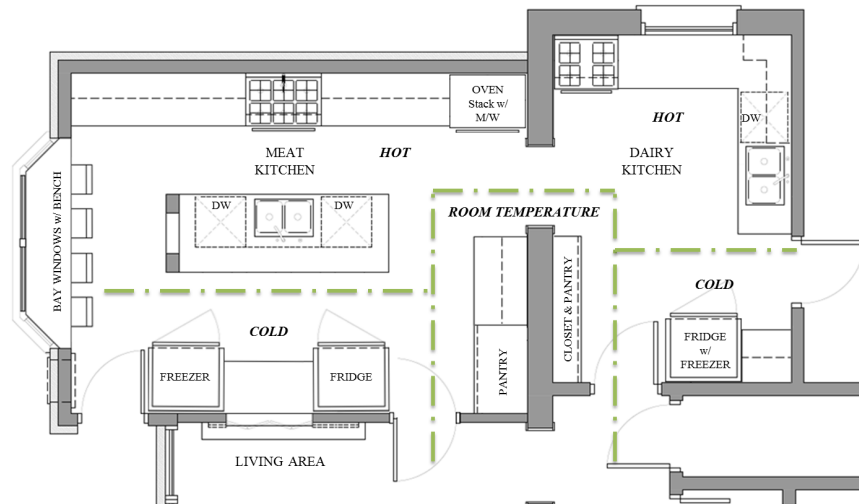 OVEN
Stack w/
M/W
HOT
DW
MEAT
KITCHEN
HOT
DAIRY
KITCHEN
BAY WINDOWS w/ BENCH
DW
DW
ROOM TEMPERATURE
CLOSET & PANTRY
COLD
COLD
FREEZER
FRIDGE
PANTRY
FRIDGE
w/
FREEZER
LIVING AREA